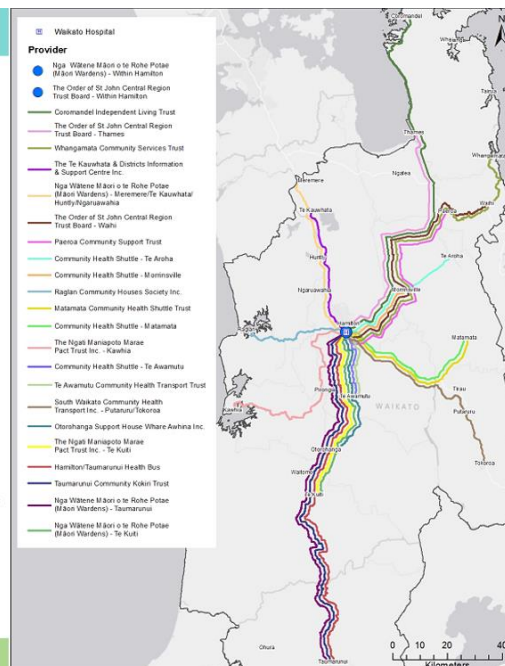 Waikato Hospital
Provider
Nga Wātene Māori o te Rohe Potae
(Māori Wardens) - Within Hamilton
The Order of St John Central Region
Trust Board - Within Hamilton
Coromandel Independent Living Trust
The Order of St John Central Region
Trust Board - Thames
Whangamata Community Services Trust
The Te Kauwhata & Districts Information
& Support Centre Inc.
Nga Wātene Māori o te Rohe Potae
(Māori Wardens) - Meremere/Te Kauwhata/
Huntly/Ngaruawahia
The Order of St John Central Region
Trust Board - Waihi
Paeroa Community Support Trust
Community Health Shuttle - Te Aroha
Community Health Shuttle - Morrinsville
Raglan Community Houses Society Inc.
Matamata Community Health Shuttle Trust
Community Health Shuttle - Matamata
The Ngati Maniapoto Marae
Pact Trust Inc. - Kawhia
Community Health Shuttle - Te Awamutu
Te Awamutu Community Health Transport Trust
South Waikato Community Health
Transport Inc. - Putaruru/Tokoroa
Otorohanga Support House Whare Awhina Inc.
The Ngati Maniapoto Marae
Pact Trust Inc. - Te Kuiti
Hamilton/Taumarunui Health Bus
Taumarunui Community Kokiri Trust
Nga Wātene Māori o te Rohe Potae
(Māori Wardens) - Taumarunui
Nga Wātene Māori o te Rohe Potae
(Māori Wardens) - Te Kuiti
Coromandel
N
Tairua
Thames
Whangamata
Ngatea
Meremere
Paeroa
Waihi
Te Kauwhata
Te Aroha
Huntly
Morrinsville
Ngaruawahia
Hamilton
Raglan
Matamata
Tirau
Pirongia
Te Awamutu
WAIKATO
Putaruru
Kawhia
Otorohanga
Tokoroa
Waitomo
Te Kuiti
Ohura
Taumarunui
0 10 20 40
Kilometers